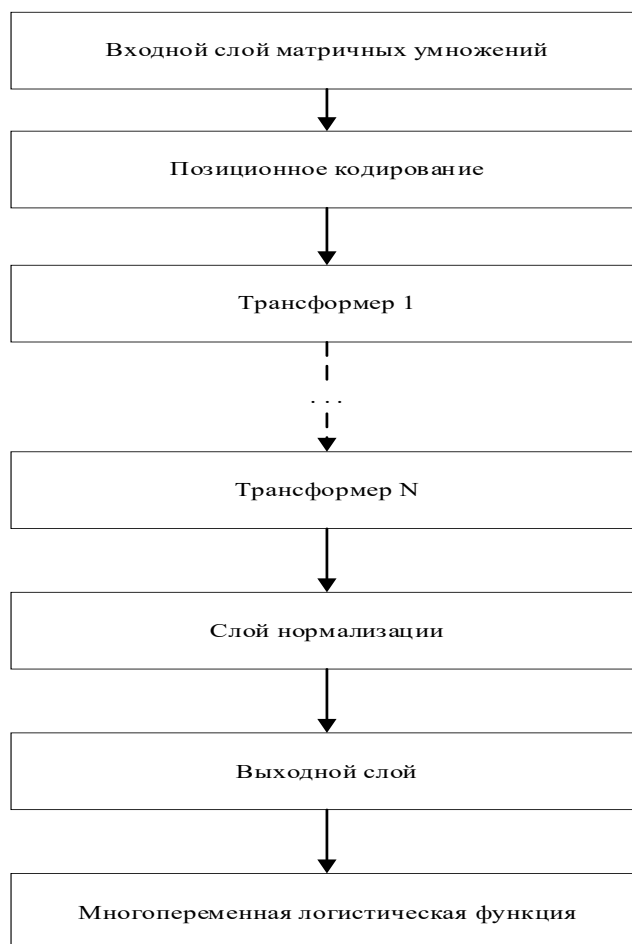 Входной слой матричных умножений
Позиционное кодирование
Трансформер 1
. . .
Трансформер N
Слой нормализации
Выходной слой
Многопеременная логистическая функция